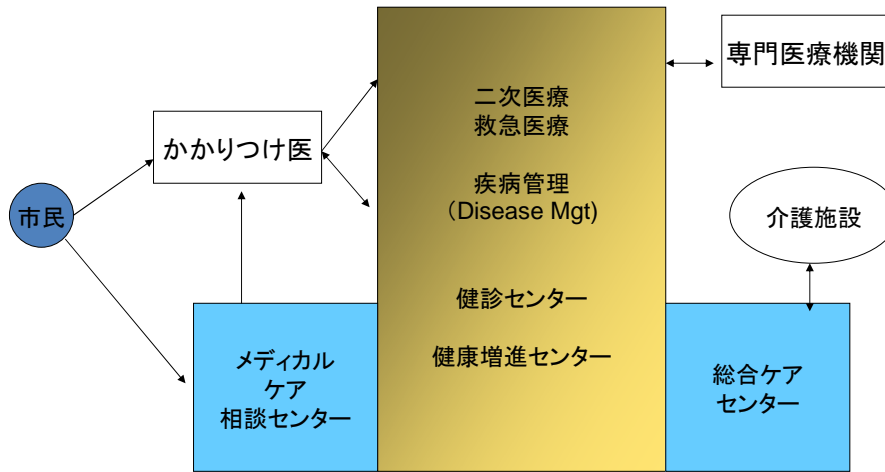 専門医療機関
二次医療
救急医療
かかりつけ医
疾病管理
（Disease Mgt)
市民
介護施設
健診センター
健康増進センター
メディカル
ケア
相談センター
総合ケア
センター